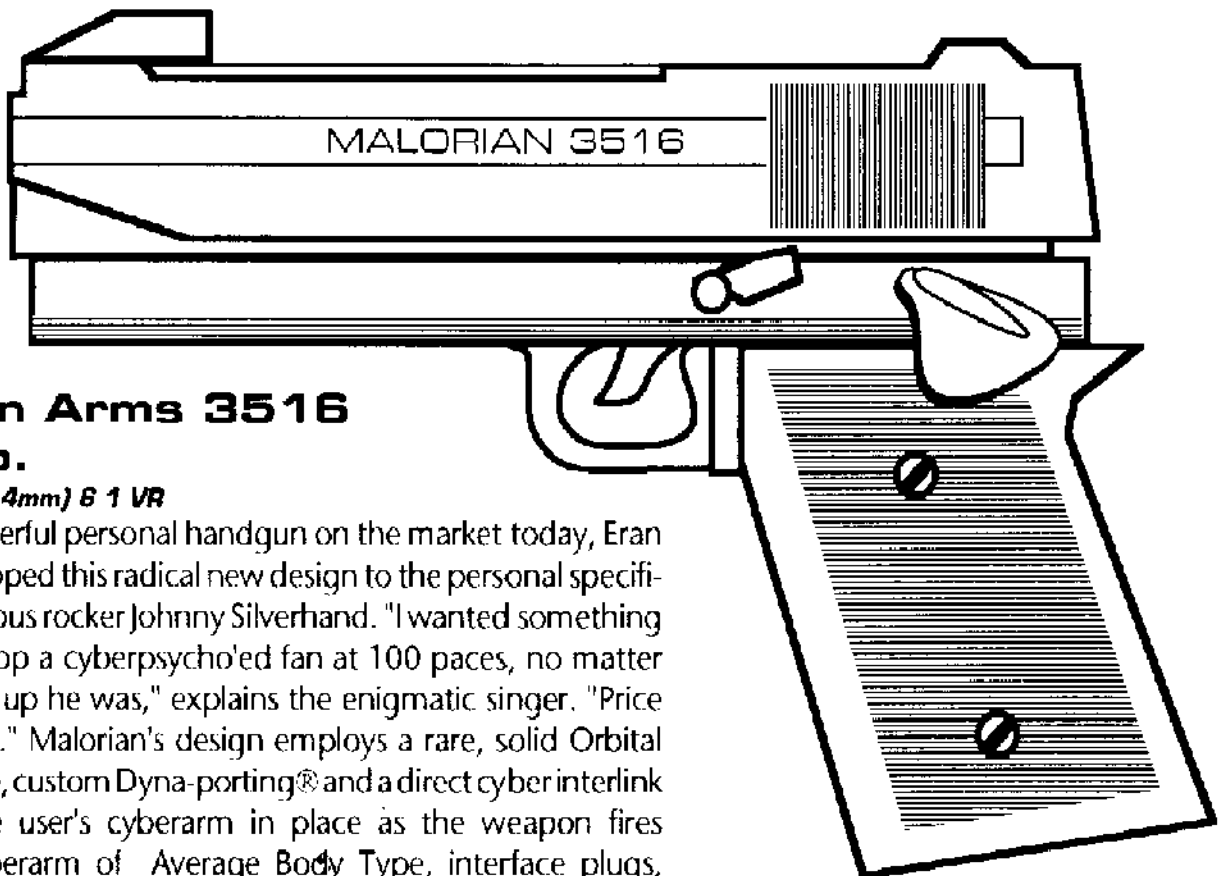 MALORIAN 3516
n Arms 3516
4mm) 6 1 VR
erful personal handgun on the market today, Eran
ped this radical new design to the personal specifi-
ous rocker Johnny Silverhand. "I wanted something
op a cyberpsycho'ed fan at 100 paces, no matter
up he was," explains the enigmatic singer. "Price
." Malorian's design employs a rare, solid Orbital
, custom Dyna-porting® and a direct cyber interlink
e user's cyberarm in place as the weapon fires
perarm of Average Body Type, interface plugs,